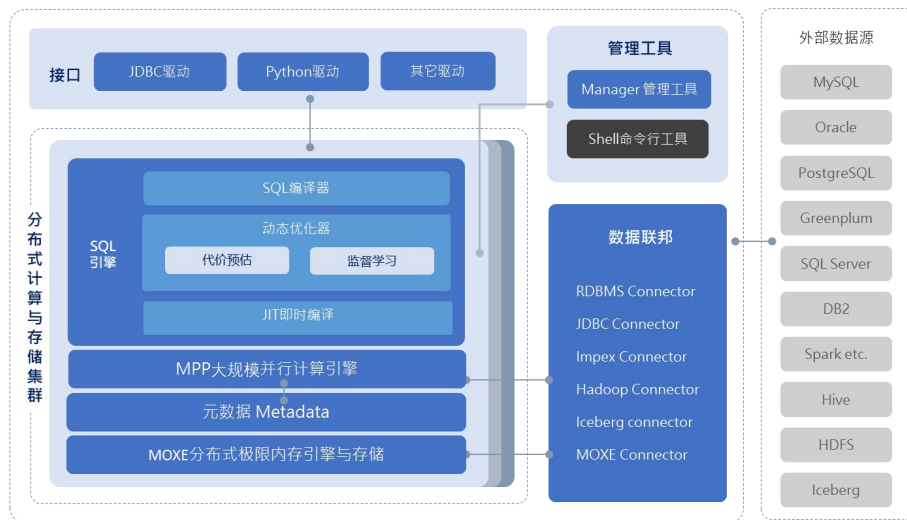 接口
JDBC驱动
Python驱动
其它驱动
管理工具
Manager 管理工具
Shell命令行工具
分布式计算与存储集群
SQL
引擎
SQL编译器
动态优化器
代价预估
监督学习
JIT即时编译
MPP大规模并行计算引擎
元数据 Metadata
MOXE分布式极限内存引擎与存储
数据联邦
RDBMS Connector
JDBC Connector
Impex Connector
Hadoop Connector
Iceberg connector
MOXE Connector
外部数据源
MySQL
Oracle
PostgreSQL
Greenplum
SQL Server
DB2
Spark etc.
Hive
HDFS
Iceberg